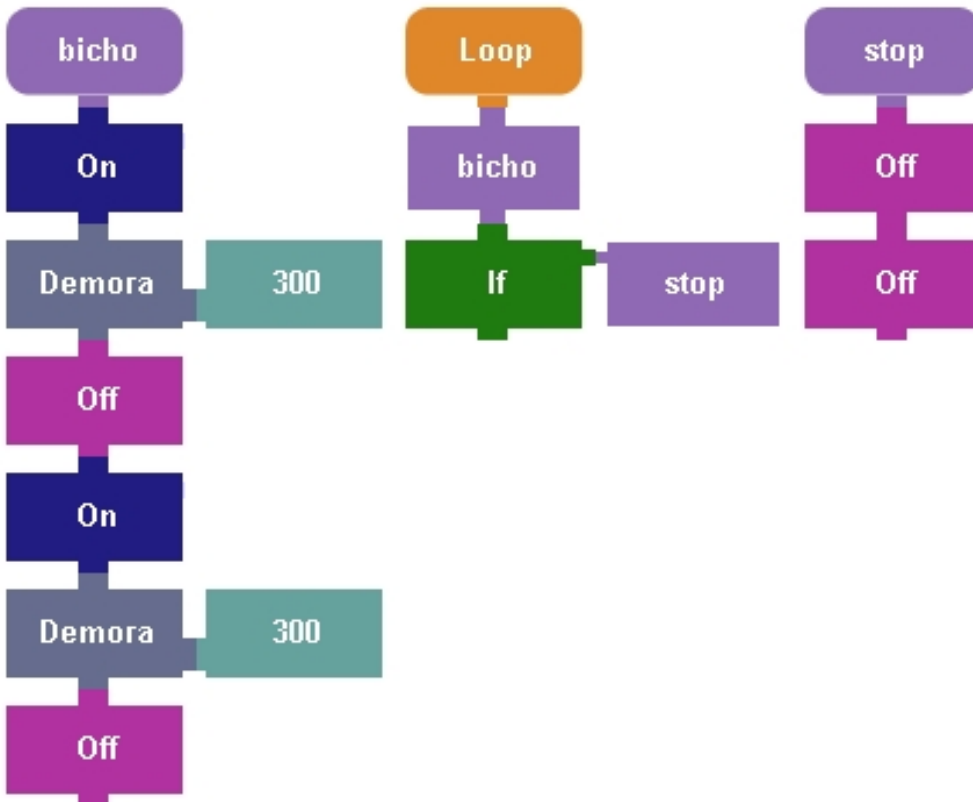 bicho
On
Demora 300
Off
On
Demora 300
Off
Loop
bicho
If stop
stop
Off
Off